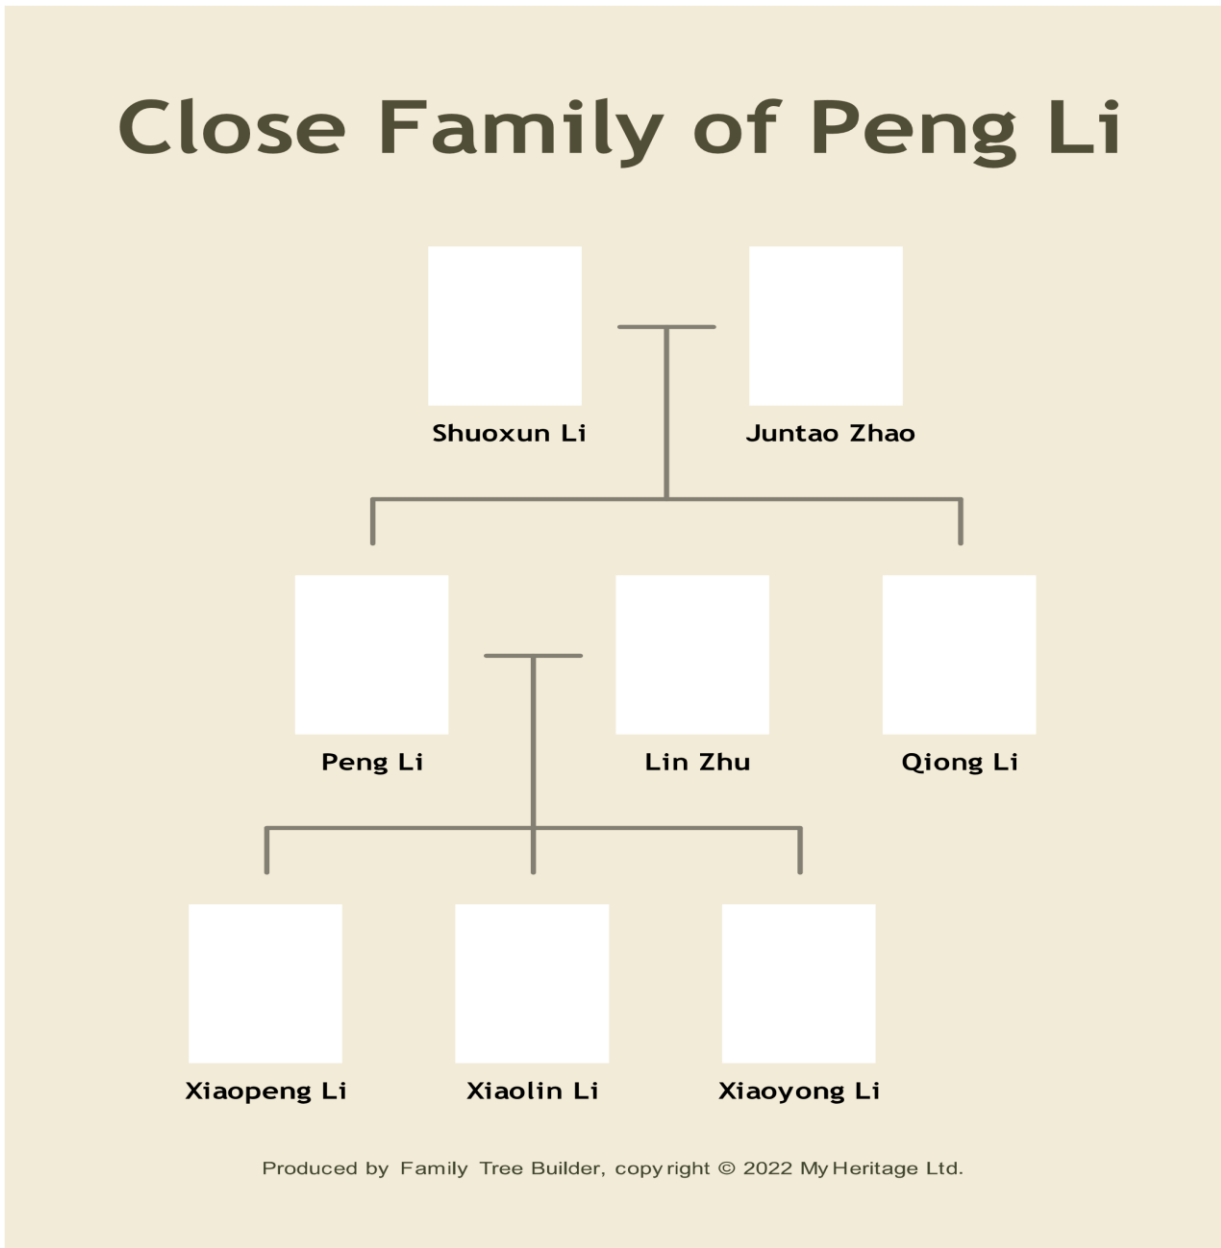 Close Family of Peng Li
Shuoxun Li Juntao Zhao
Peng Li Lin Zhu Qiong Li
Xiaopeng Li Xiaolin Li Xiaoyong Li
Produced by Family Tree Builder, copyright © 2022 MyHeritage Ltd.